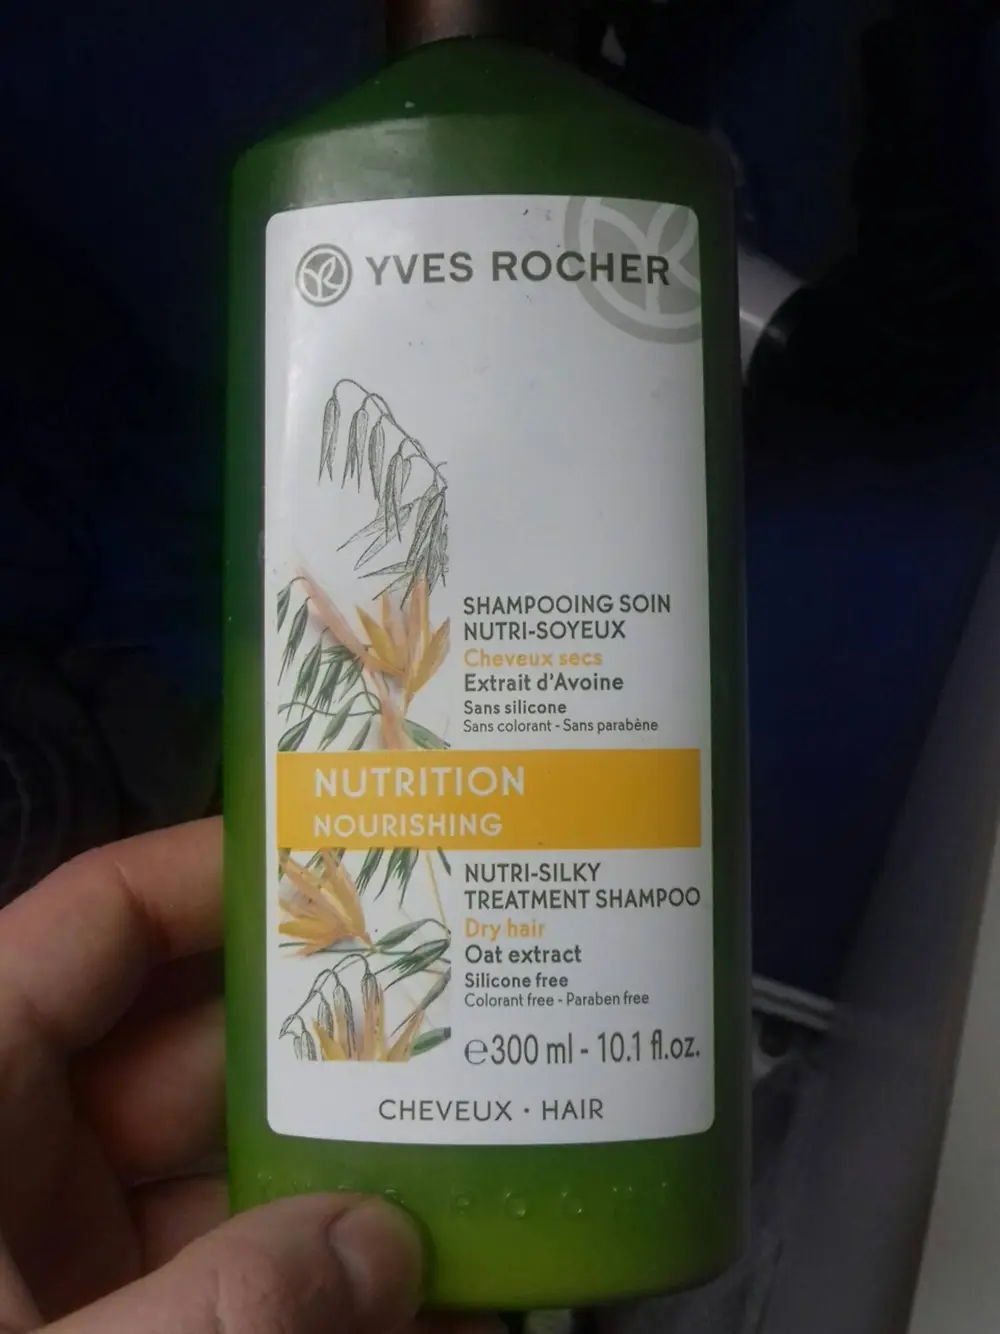 YVES ROCHER
SHAMPOOING SOIN
NUTRI-SOYEUX
Cheveux secs
Extrait d'Avoine
Sans silicone
Sans colorant - Sans parabène
NUTRITION
NOURISHING
NUTRI-SILKY
TREATMENT SHAMPOO
Dry hair
Oat extract
Silicone free
Colorant free - Paraben free
℮300 ml - 10.1 fl.oz.
CHEVEUX · HAIR